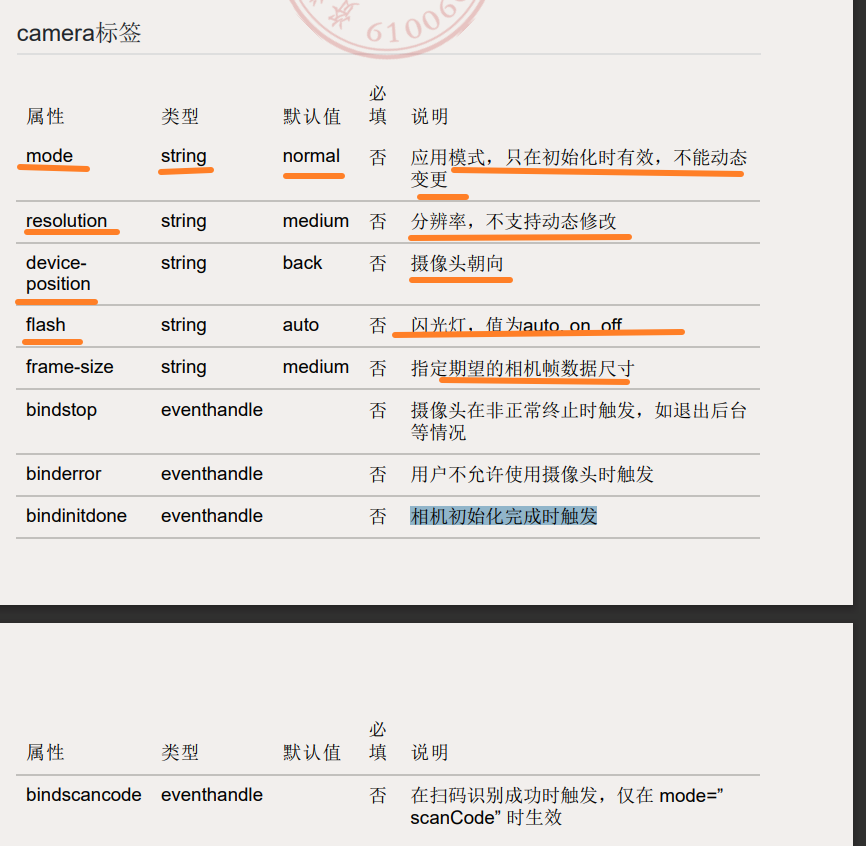 效
61006
camera标签
必
属性 类型 默认值 填 说明
mode string normal 否 应用模式，只在初始化时有效，不能动态
变更
resolution string medium 否 分辨率，不支持动态修改
device- string back 否 摄像头朝向
position
flash string auto 否 闪光灯，值为auto, on, off
frame-size string medium 否 指定期望的相机帧数据尺寸
bindstop eventhandle 否 摄像头在非正常终止时触发，如退出后台
等情况
binderror eventhandle 否 用户不允许使用摄像头时触发
bindinitdone eventhandle 否 相机初始化完成时触发
必
属性 类型 默认值 填 说明
bindscancode eventhandle 否 在扫码识别成功时触发，仅在 mode=”
scanCode” 时生效